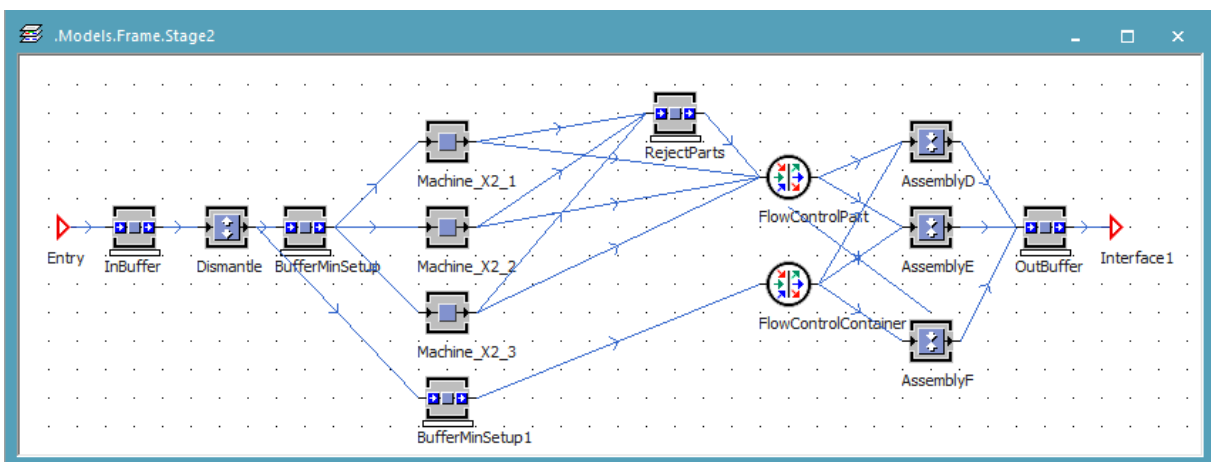 .Models.Frame.Stage2
RejectParts
Machine_X2_1
AssemblyD
FlowControlPart
Entry
InBuffer
Dismantle
BufferMinSetup
Machine_X2_2
AssemblyE
OutBuffer
Interface1
FlowControlContainer
Machine_X2_3
AssemblyF
BufferMinSetup1